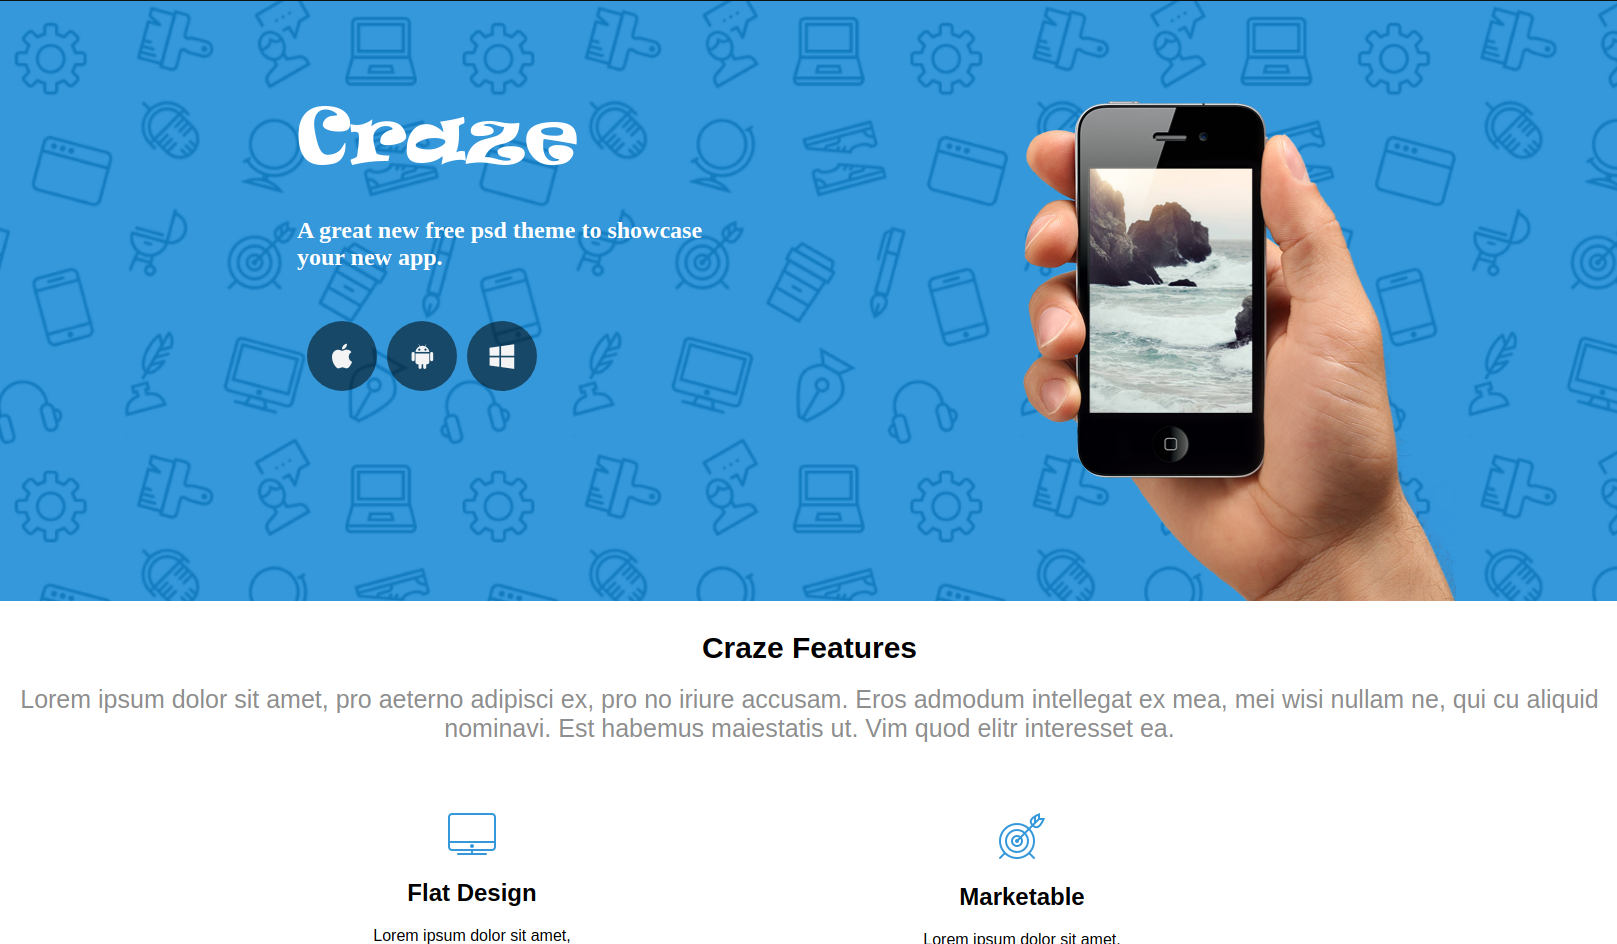 Craze
A great new free psd theme to showcase
your new app.
Craze Features
Lorem ipsum dolor sit amet, pro aeterno adipisci ex, pro no iriure accusam. Eros admodum intellegat ex mea, mei wisi nullam ne, qui cu aliquid
nominavi. Est habemus maiestatis ut. Vim quod elitr interesset ea.
Flat Design
Marketable
Lorem ipsum dolor sit amet,
Lorem ipsum dolor sit amet,